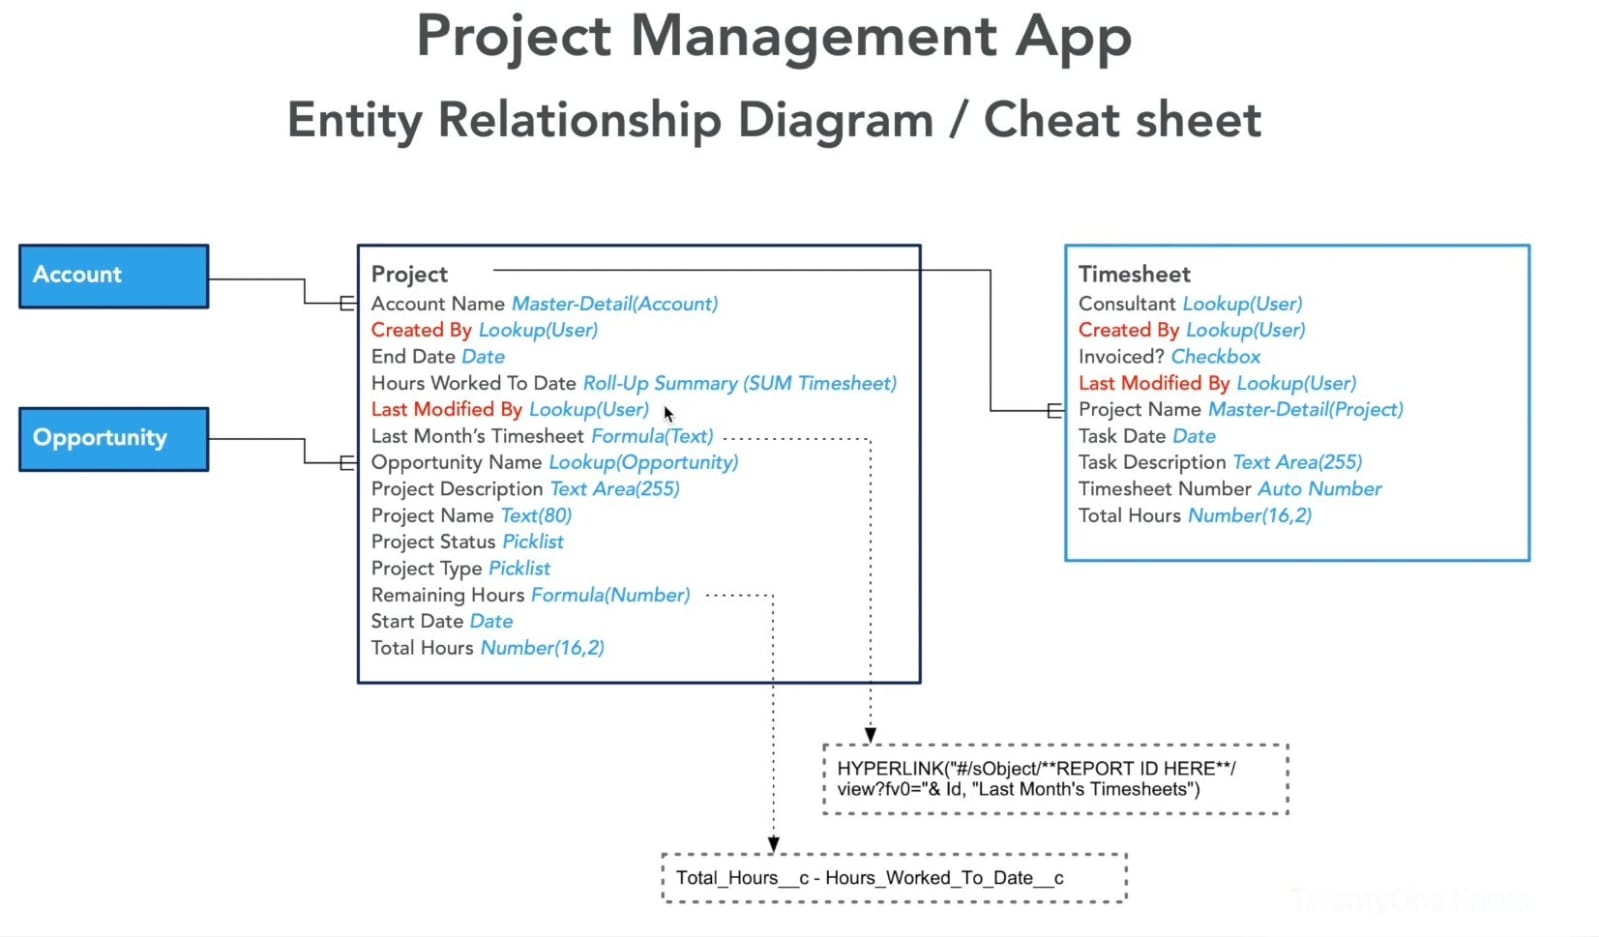 Project Management App
Entity Relationship Diagram / Cheat sheet
Account
Opportunity
Project
Account Name Master-Detail(Account)
Created By Lookup(User)
End Date Date
Hours Worked To Date Roll-Up Summary (SUM Timesheet)
Last Modified By Lookup(User)
Last Month's Timesheet Formula(Text)
Opportunity Name Lookup(Opportunity)
Project Description Text Area(255)
Project Name Text(80)
Project Status Picklist
Project Type Picklist
Remaining Hours Formula(Number)
Start Date Date
Total Hours Number(16,2)
Timesheet
Consultant Lookup(User)
Created By Lookup(User)
Invoiced? Checkbox
Last Modified By Lookup(User)
Project Name Master-Detail(Project)
Task Date Date
Task Description Text Area(255)
Timesheet Number Auto Number
Total Hours Number(16,2)
HYPERLINK("#/sObject/**REPORT ID HERE**/
view?fv0="& Id, "Last Month's Timesheets")
Total_Hours__c - Hours_Worked_To_Date__c